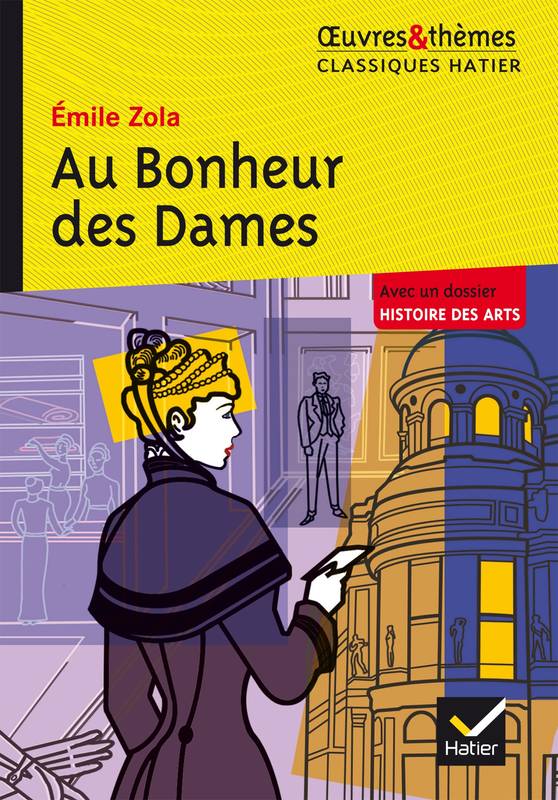 Œuvres&thèmes
CLASSIQUES HATIER
Émile Zola
Au Bonheur
des Dames
Avec un dossier
HISTOIRE DES ARTS
Hatier